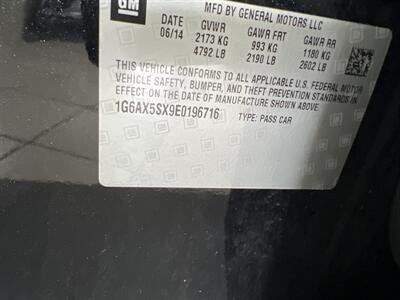 GM
MFD BY GENERAL MOTORS LLC
DATE GVWR GAWR FRT GAWR RR
06/14 2173 KG 993 KG 1180 KG
4792 LB 2190 LB 2602 LB
THIS VEHICLE CONFORMS TO ALL APPLICABLE U.S. FEDERAL MOTOR
VEHICLE SAFETY, BUMPER, AND THEFT PREVENTION STANDARDS IN
EFFECT ON THE DATE OF MANUFACTURE SHOWN ABOVE.
1G6AX5SX9E0196716 TYPE: PASS CAR